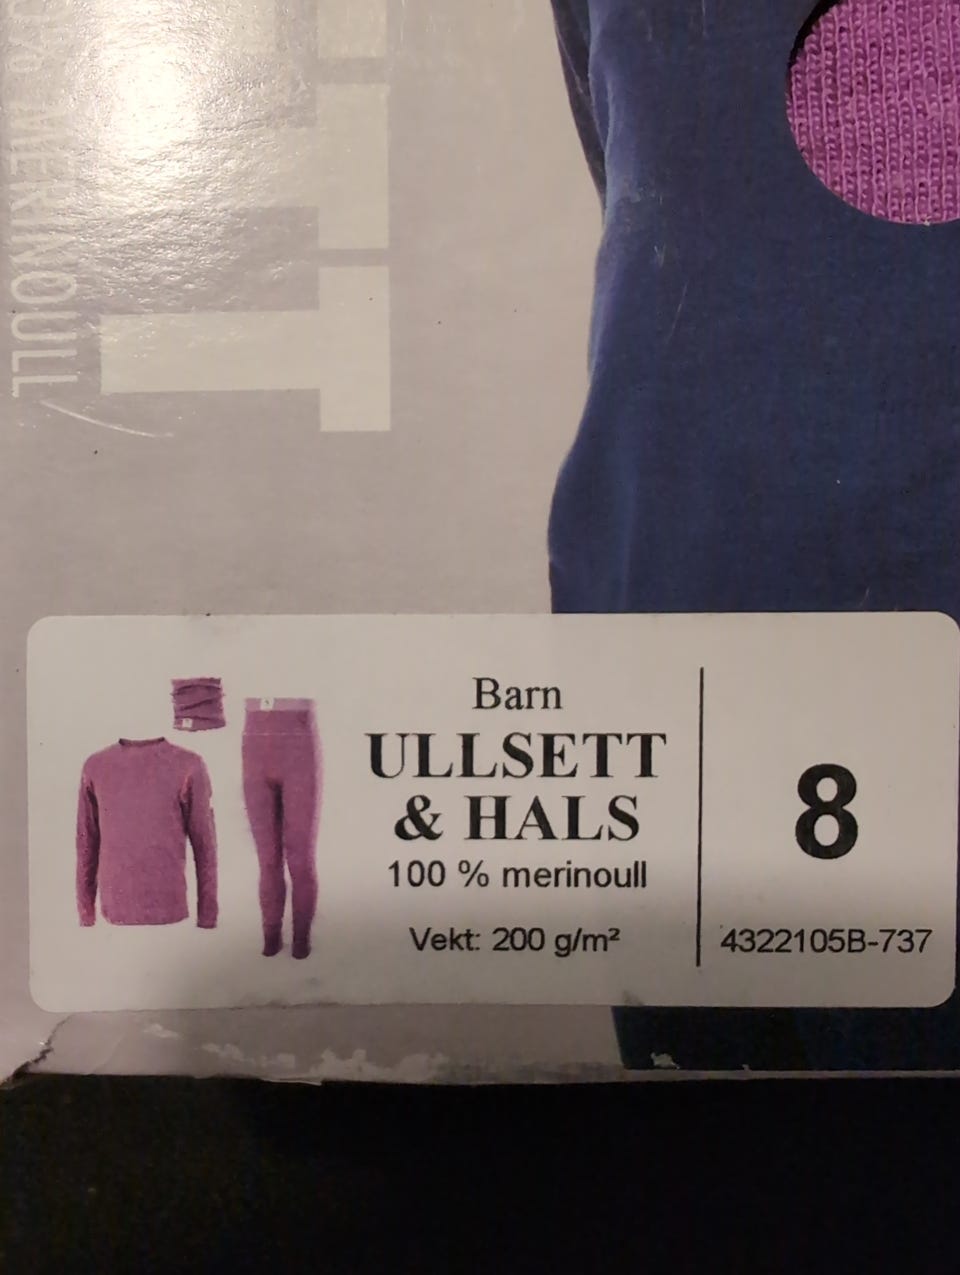 MERINOULL
Barn
ULLSETT
& HALS
100 % merinoull
Vekt: 200 g/m²
8
4322105B-737